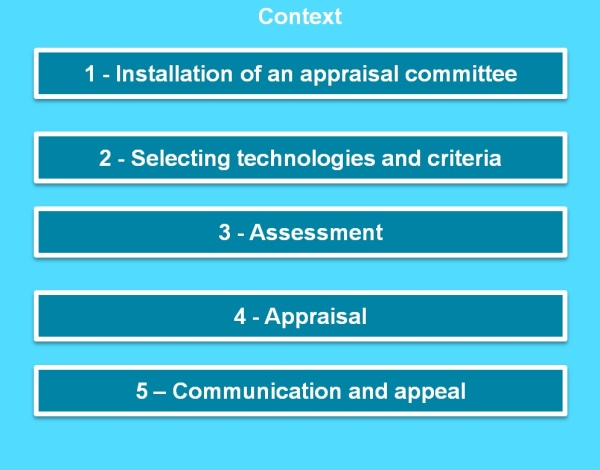 Context
1 - Installation of an appraisal committee
2 - Selecting technologies and criteria
3 - Assessment
4 - Appraisal
5 – Communication and appeal